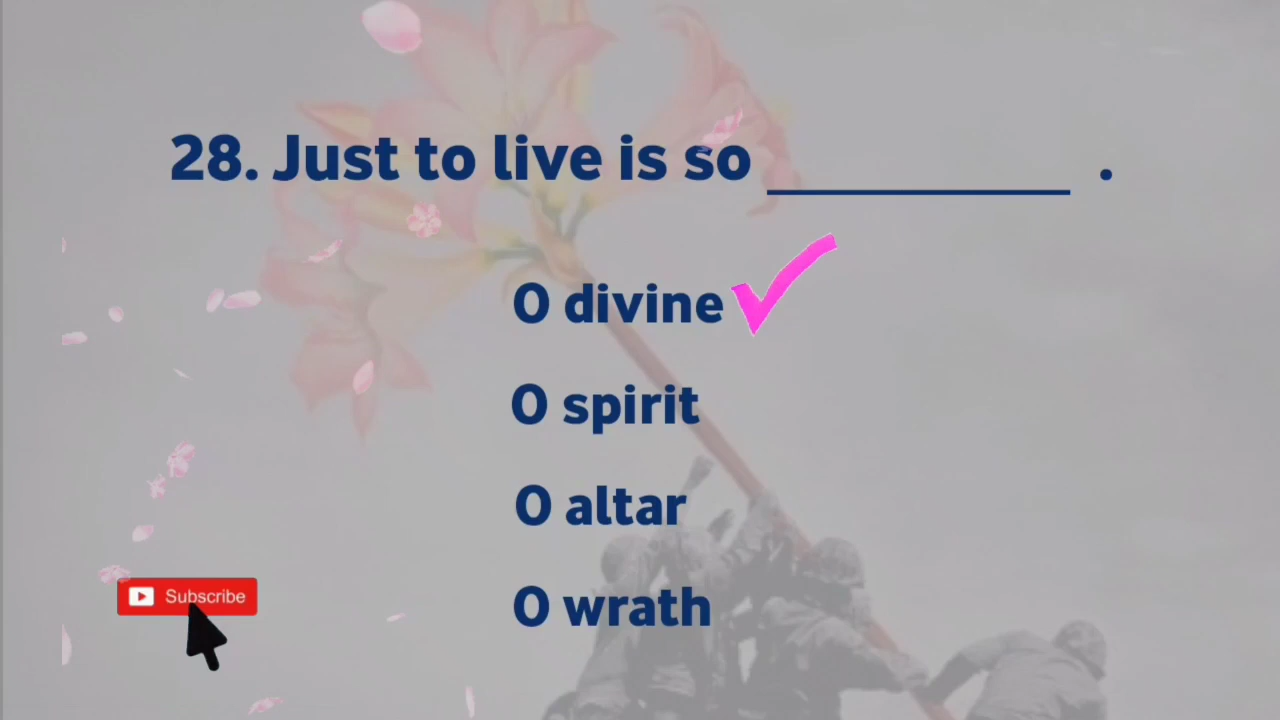 28. Just to live is so __________ .
O divine
O spirit
O altar
O wrath
Subscribe